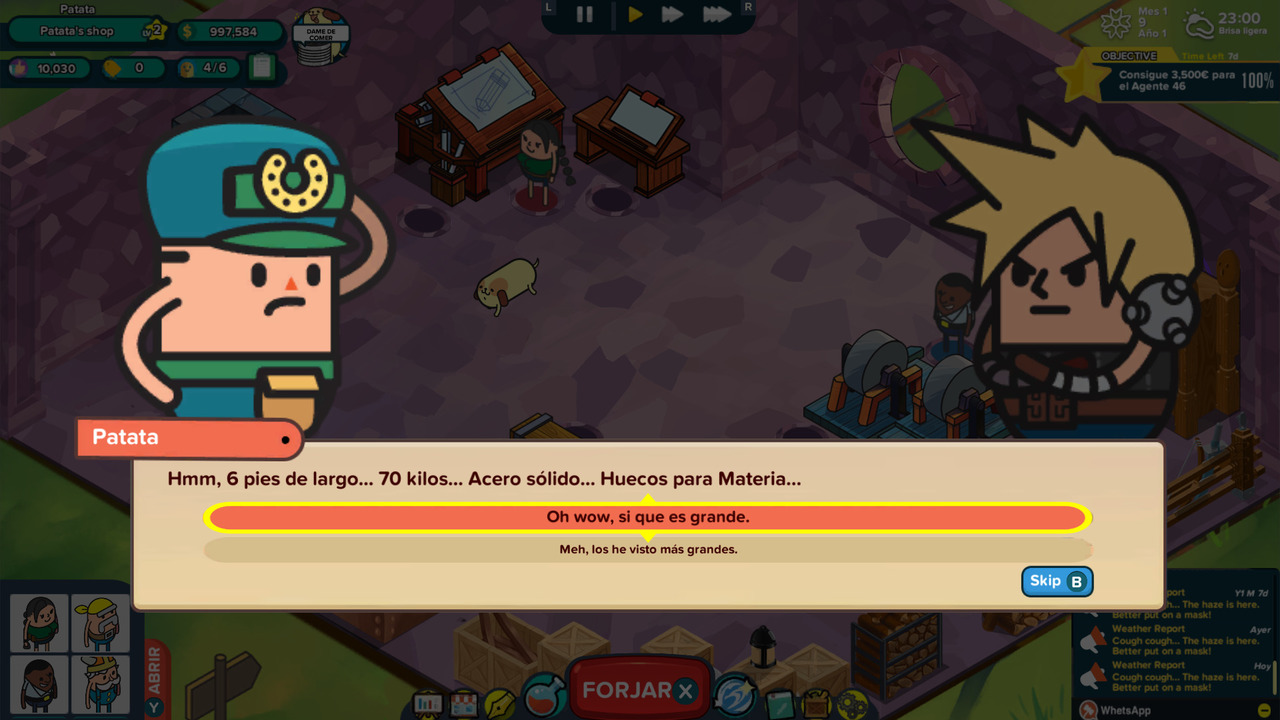 Patata
Patata's shop
LV 2
$ 997,584
DAME DE
COMER
10,030
0
4/6
L
R
Mes 1
9
Año 1
23:00
Brisa ligera
OBJECTIVE
Time Left 7d
Consigue 3,500€ para
el Agente 46
100%
Patata
Hmm, 6 pies de largo... 70 kilos... Acero sólido... Huecos para Materia...
Oh wow, si que es grande.
Meh, los he visto más grandes.
Skip B
ABRIR
Y
FORJAR X
port
Y1 M 7d
... The haze is here.
Better put on a mask!
Weather Report
Ayer
Cough cough... The haze is here.
Better put on a mask!
Weather Report
Hoy
Cough cough... The haze is here.
Better put on a mask!
WhatsApp